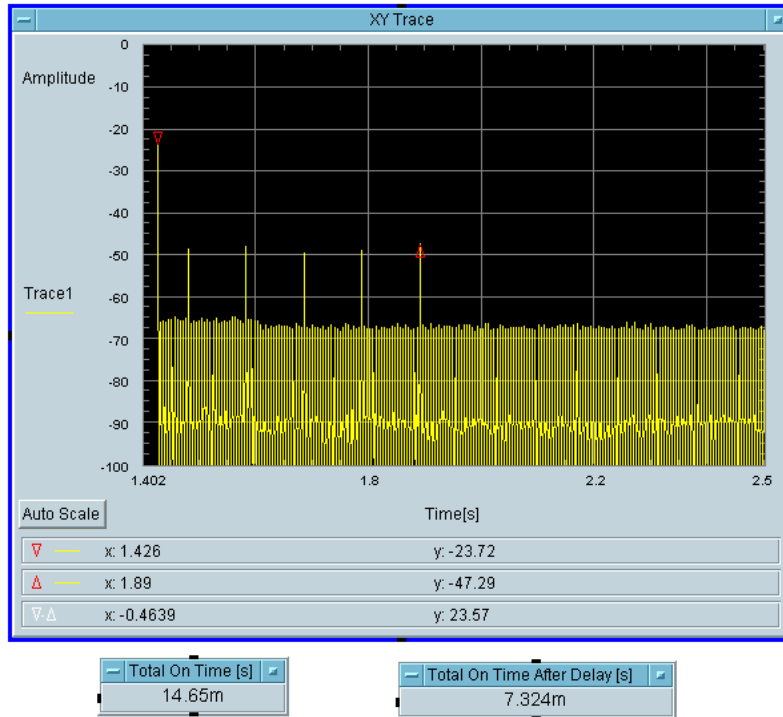 XY Trace
Amplitude
0
-10
-20
-30
-40
-50
Trace1
-60
-70
-80
-90
-100
1.402 1.8 2.2 2.5
Auto Scale Time[s]
x: 1.426 y: -23.72
x: 1.89 y: -47.29
x: -0.4639 y: 23.57
Total On Time [s]
14.65m
Total On Time After Delay [s]
7.324m